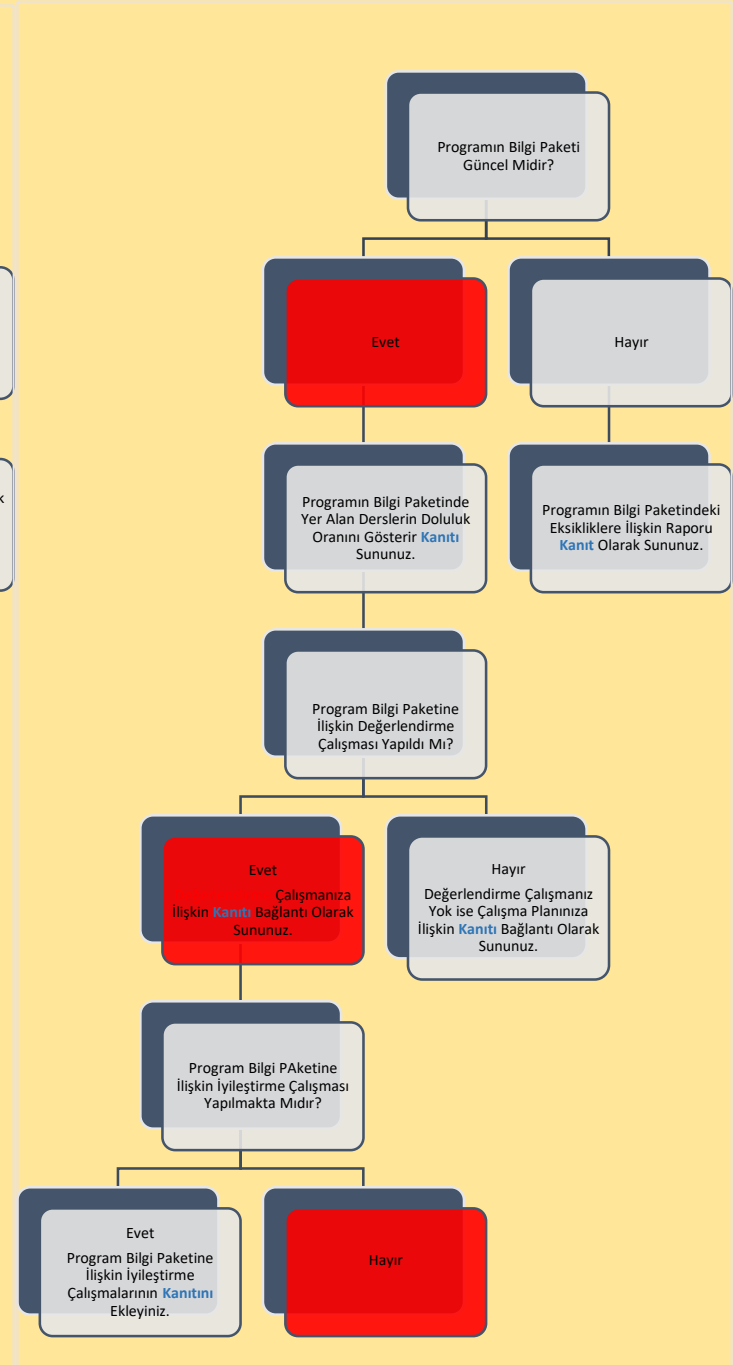 Programın Bilgi Paketi
Güncel Midir?
Evet
Hayır
Programın Bilgi Paketinde
Yer Alan Derslerin Doluluk
Oranını Gösterir Kanıtı
Sununuz.
Programın Bilgi Paketindeki
Eksikliklere İlişkin Raporu
Kanıt Olarak Sununuz.
k
Program Bilgi Paketine
İlişkin Değerlendirme
Çalışması Yapıldı Mı?
Evet
Çalışmanıza
İlişkin Kanıtı Bağlantı Olarak
Sununuz.
Hayır
Değerlendirme Çalışmanız
Yok ise Çalışma Planınıza
İlişkin Kanıtı Bağlantı Olarak
Sununuz.
Program Bilgi PAketine
İlişkin İyileştirme Çalışması
Yapılmakta Mıdır?
Evet
Program Bilgi Paketine
İlişkin İyileştirme
Çalışmalarının Kanıtını
Ekleyiniz.
Hayır